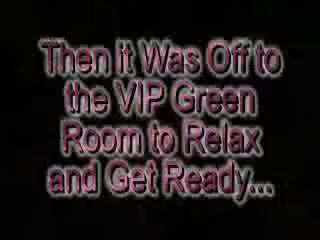 Then it Was Off to
the VIP Green
Room to Relax
and Get Ready...